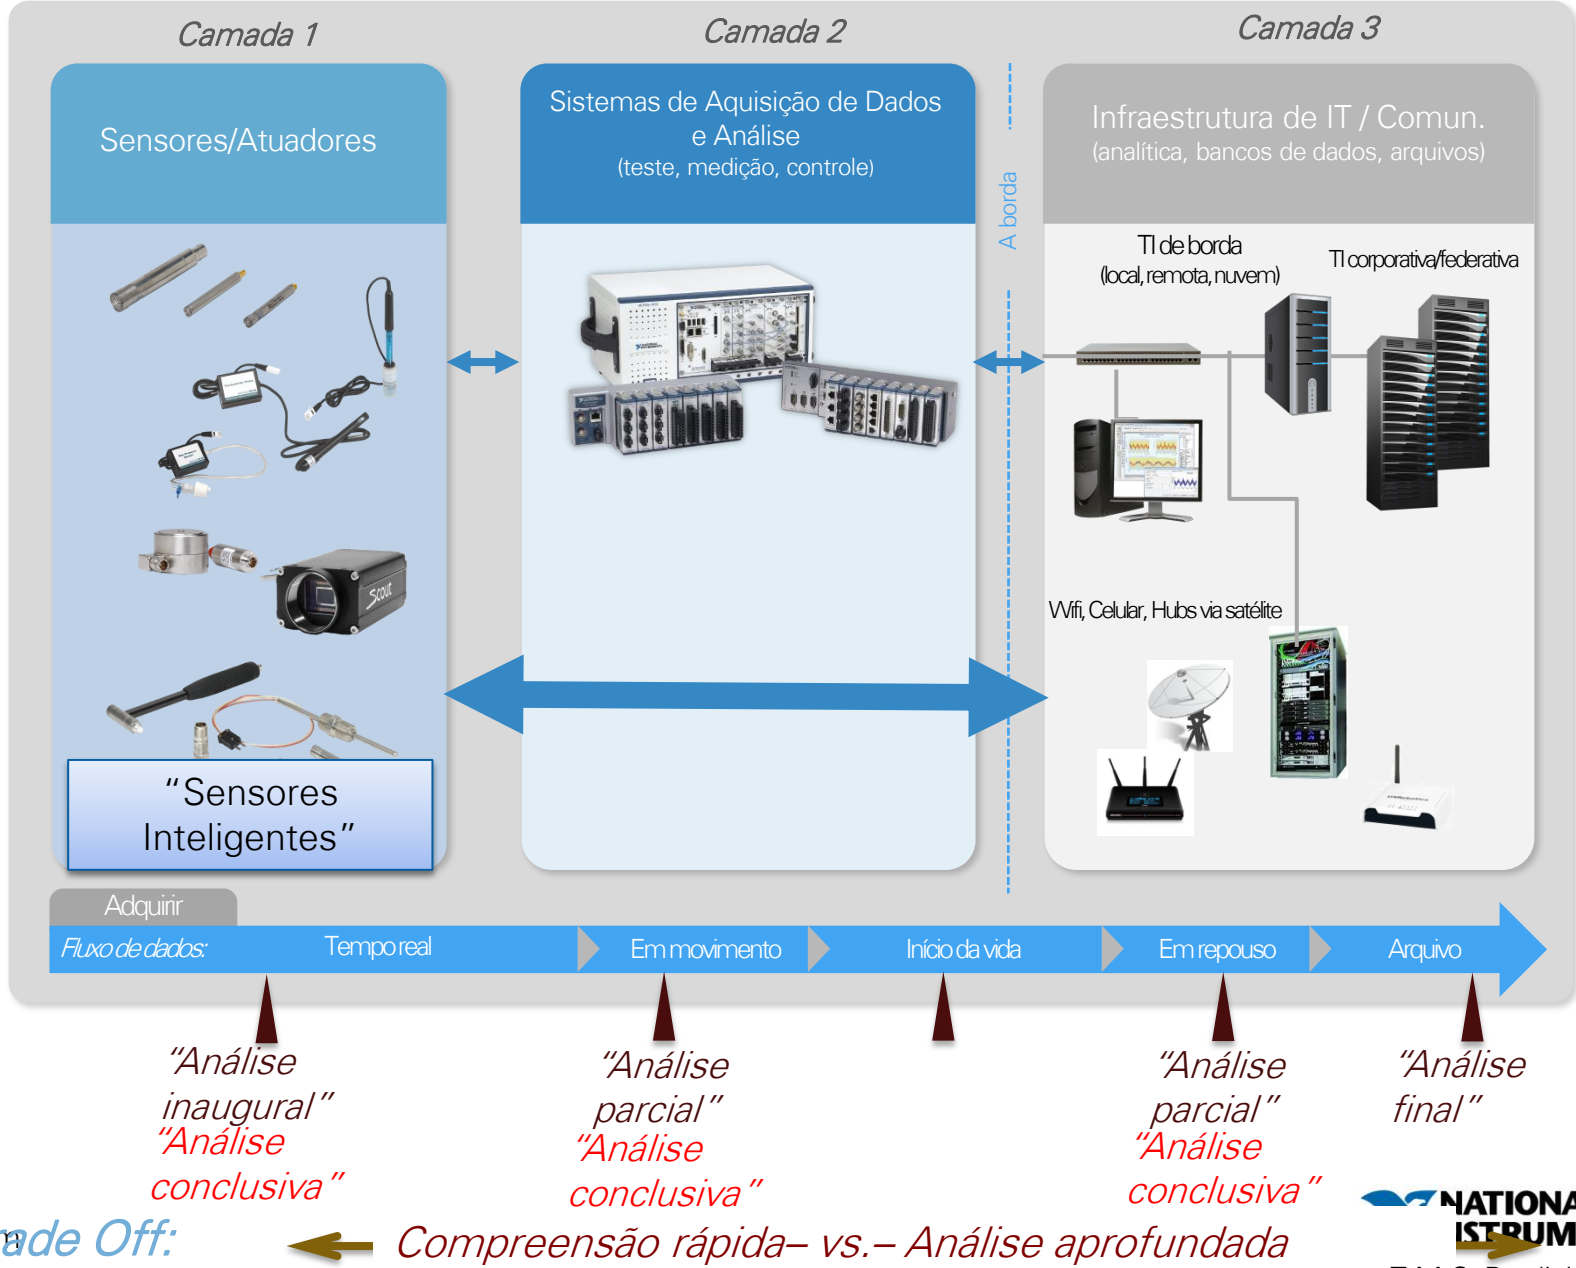 Camada 1
Camada 2
Camada 3
Sensores/Atuadores
Sistemas de Aquisição de Dados
e Análise
(teste, medição, controle)
A borda
Infraestrutura de IT / Comun.
(analítica, bancos de dados, arquivos)
TI de borda
(local, remota, nuvem)
TI corporativa/federativa
Scout
Wifi, Celular, Hubs via satélite
“Sensores
Inteligentes”
Adquirir
Fluxo de dados:
Tempo real
Em movimento
Início da vida
Em repouso
Arquivo
“Análise
inaugural”
“Análise
conclusiva”
“Análise
parcial”
“Análise
conclusiva”
“Análise
parcial”
“Análise
conclusiva”
“Análise
final”
ade Off:
Compreensão rápida– vs.– Análise aprofundada
NATIONA